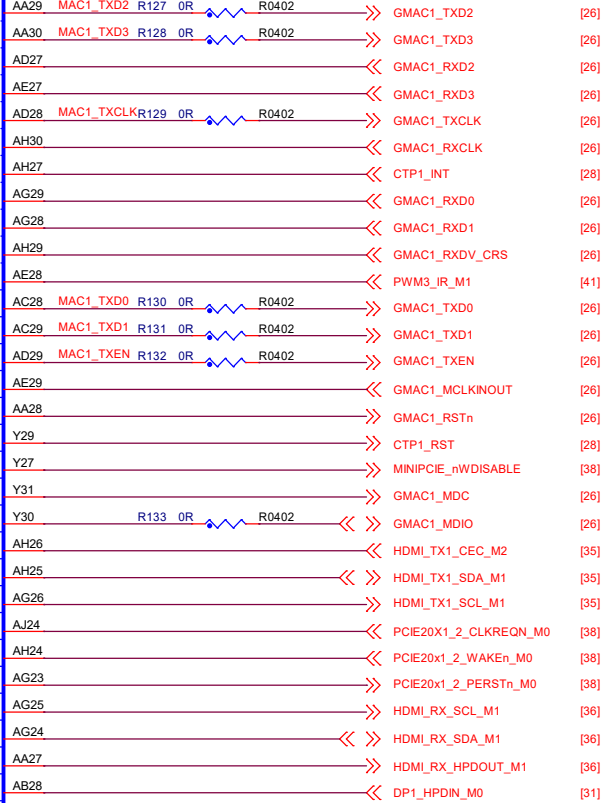 AA29 MAC1_TXD2 R127 0R R0402 GMAC1_TXD2 [26]
AA30 MAC1_TXD3 R128 0R R0402 GMAC1_TXD3 [26]
AD27 GMAC1_RXD2 [26]
AE27 GMAC1_RXD3 [26]
AD28 MAC1_TXCLK R129 0R R0402 GMAC1_TXCLK [26]
AH30 GMAC1_RXCLK [26]
AH27 CTP1_INT [28]
AG29 GMAC1_RXD0 [26]
AG28 GMAC1_RXD1 [26]
AH29 GMAC1_RXDV_CRS [26]
AE28 PWM3_IR_M1 [41]
AC28 MAC1_TXD0 R130 0R R0402 GMAC1_TXD0 [26]
AC29 MAC1_TXD1 R131 0R R0402 GMAC1_TXD1 [26]
AD29 MAC1_TXEN R132 0R R0402 GMAC1_TXEN [26]
AE29 GMAC1_MCLKINOUT [26]
AA28 GMAC1_RSTn [26]
Y29 CTP1_RST [28]
Y27 MINIPCIE_nWDISABLE [38]
Y31 GMAC1_MDC [26]
Y30 R133 0R R0402 GMAC1_MDIO [26]
AH26 HDMI_TX1_CEC_M2 [35]
AH25 HDMI_TX1_SDA_M1 [35]
AG26 HDMI_TX1_SCL_M1 [35]
AJ24 PCIE20X1_2_CLKREQN_M0 [38]
AH24 PCIE20x1_2_WAKEn_M0 [38]
AG23 PCIE20x1_2_PERSTn_M0 [38]
AG25 HDMI_RX_SCL_M1 [36]
AG24 HDMI_RX_SDA_M1 [36]
AA27 HDMI_RX_HPDOUT_M1 [36]
AB28 DP1_HPDIN_M0 [31]